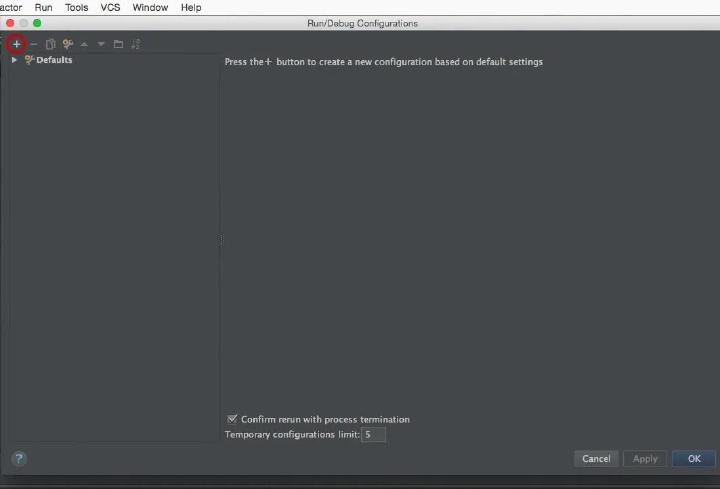 actor Run Tools VCS Window Help
Run/Debug Configurations
Defaults
Press the+ button to create a new configuration based on default settings
Confirm rerun with process termination
Temporary configurations limit: 5
? Cancel Apply OK